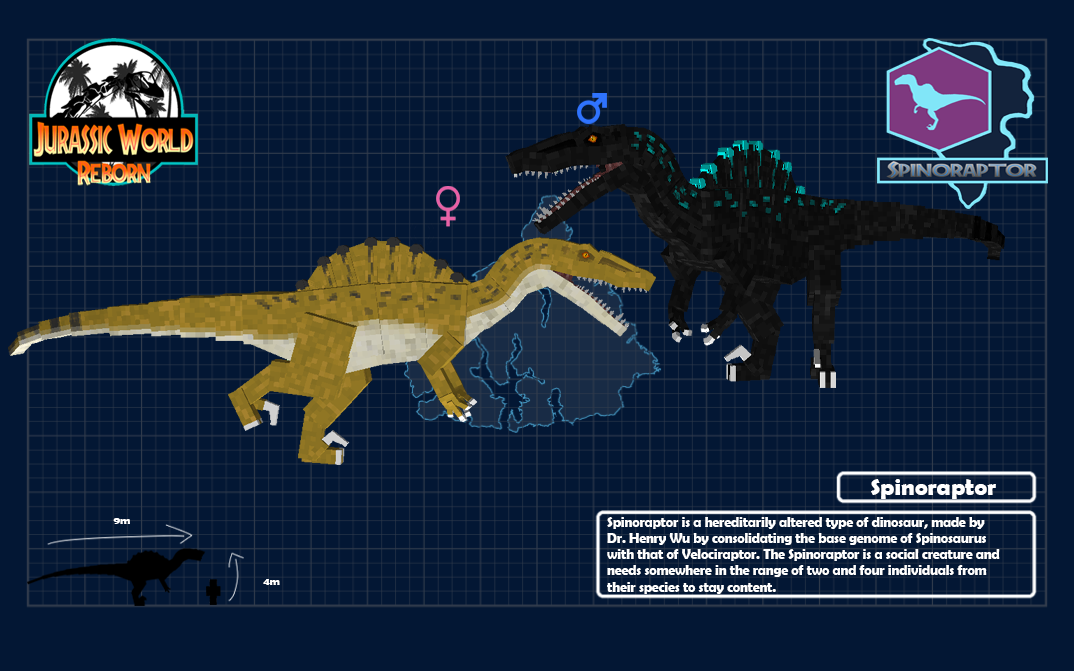 JURASSIC WORLD
REBORN
SPINORAPTOR
9m
4m
Spinoraptor
Spinoraptor is a hereditarily altered type of dinosaur, made by
Dr. Henry Wu by consolidating the base genome of Spinosaurus
with that of Velociraptor. The Spinoraptor is a social creature and
needs somewhere in the range of two and four individuals from
their species to stay content.